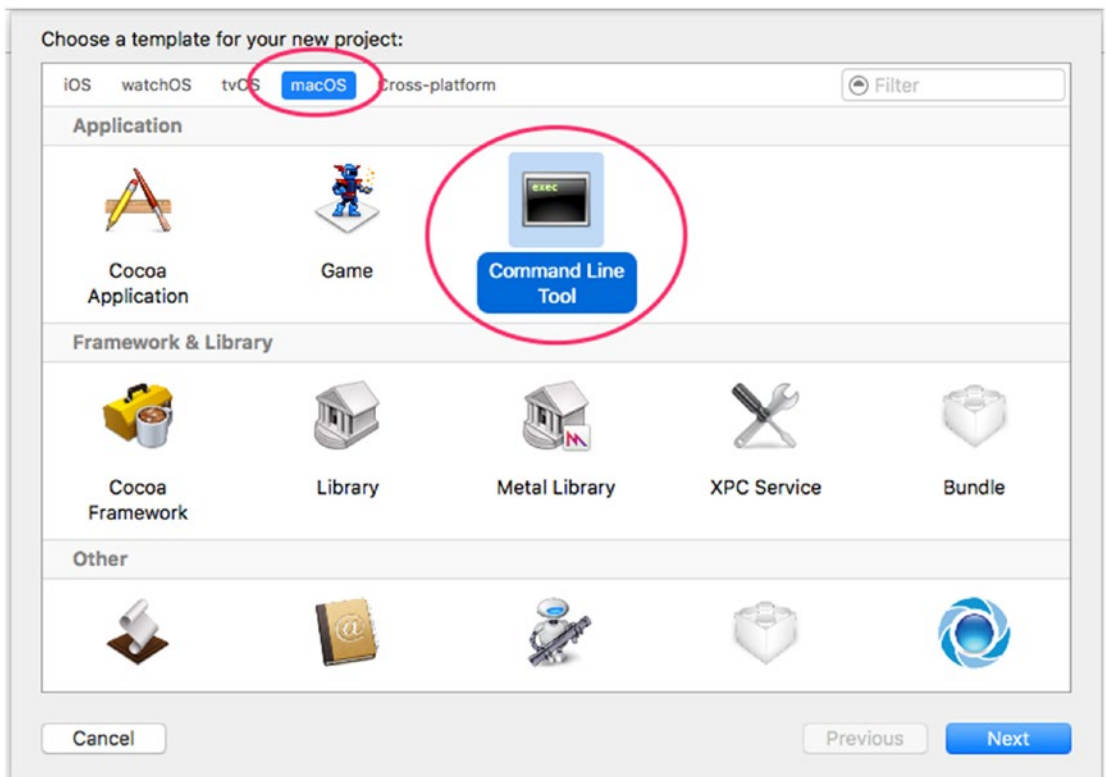 Choose a template for your new project:
iOS watchOS tvOS macOS Cross-platform Filter
Application
exec
Cocoa Application
Game
Command Line Tool
Framework & Library
Cocoa Framework
Library
Metal Library
XPC Service
Bundle
Other
@
Cancel Previous Next